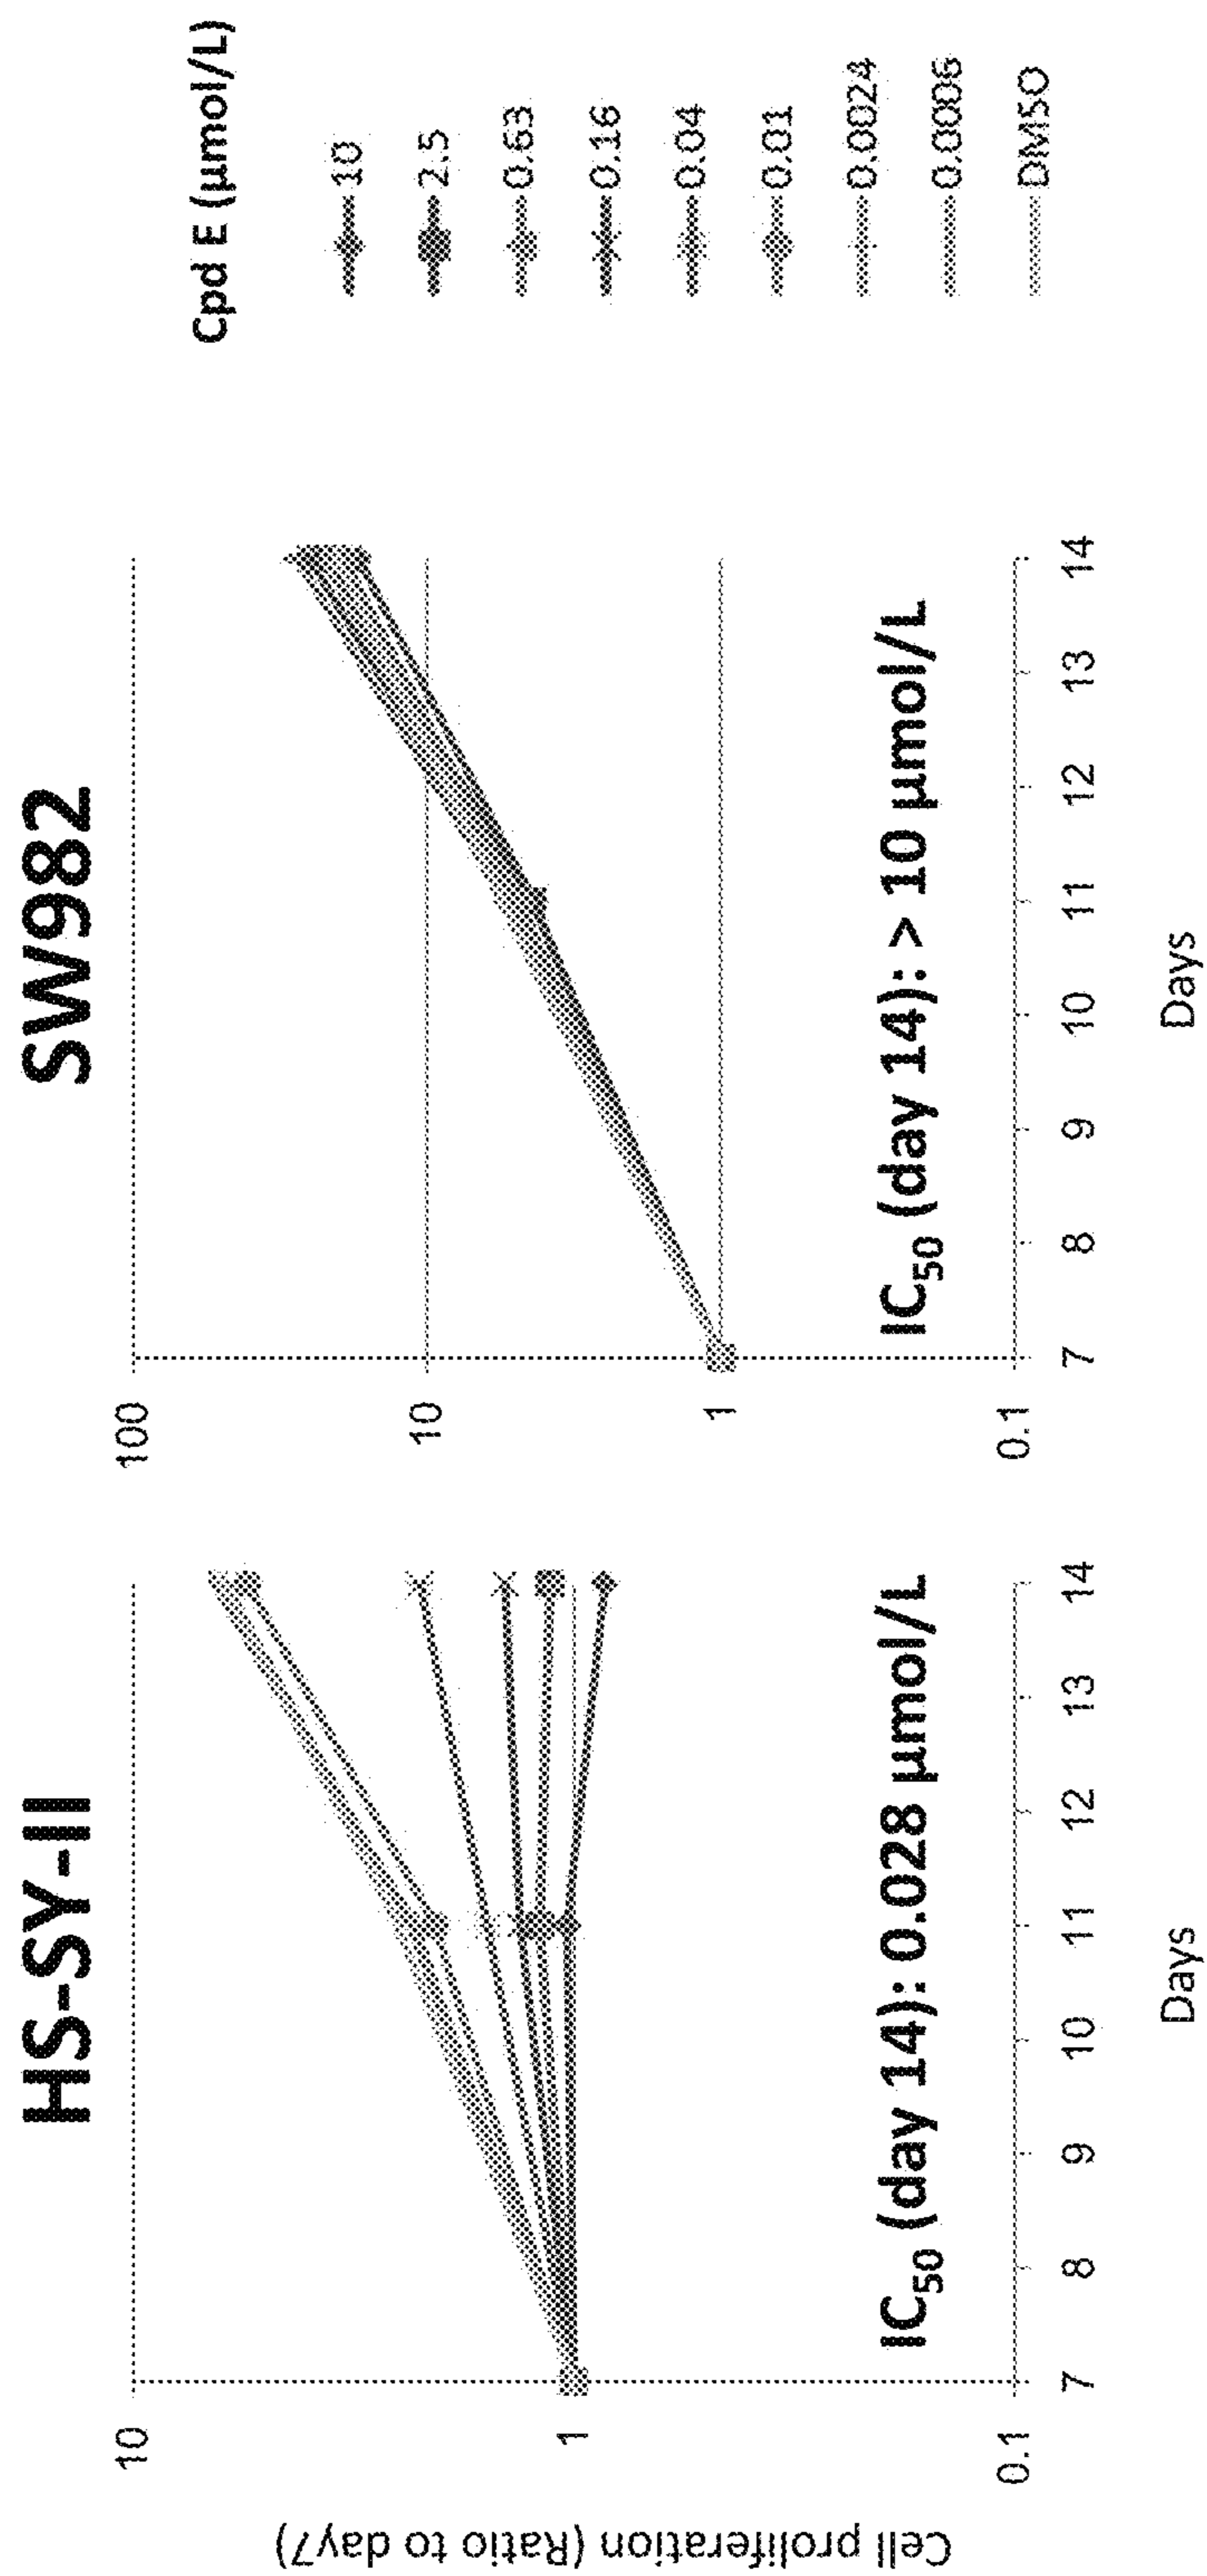 HS-SY-II
Cell proliferation (Ratio to day7)
10
1
0.1
IC50 (day 14): 0.028 μmol/L
7 8 9 10 11 12 13 14
Days
SW982
100
10
1
0.1
IC50 (day 14): > 10 μmol/L
7 8 9 10 11 12 13 14
Days
Cpd E (μmol/L)
10
2.5
0.63
0.16
0.04
0.01
0.0024
0.0006
DMSO